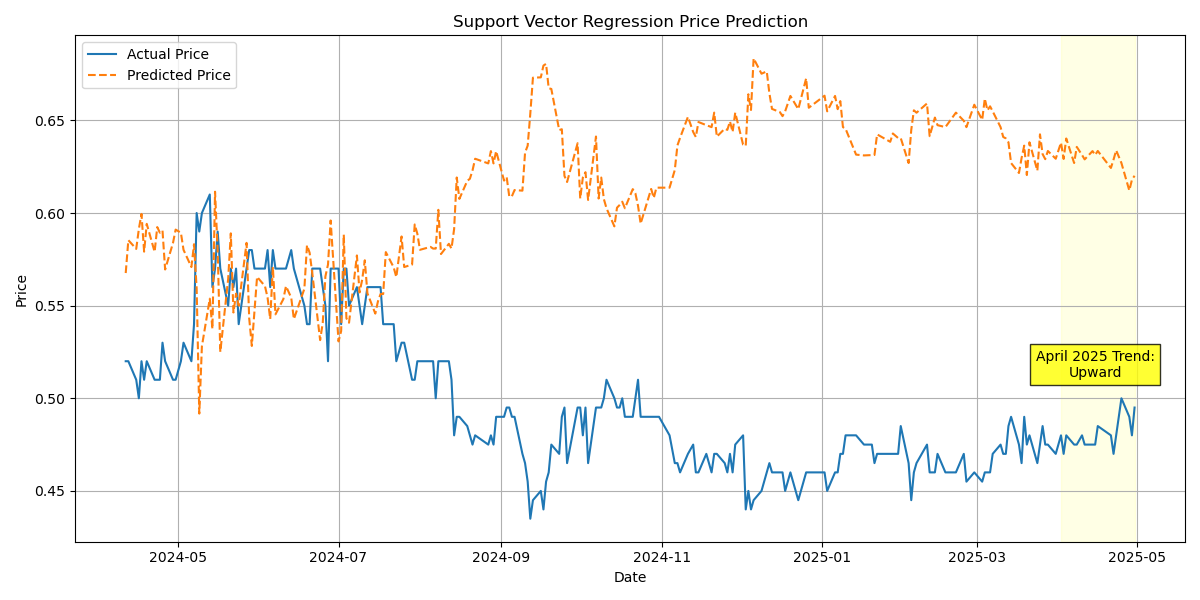 Support Vector Regression Price Prediction
Actual Price
Predicted Price
0.65
0.60
0.55
0.50
0.45
Price
April 2025 Trend:
Upward
2024-05
2024-07
2024-09
2024-11
2025-01
2025-03
2025-05
Date